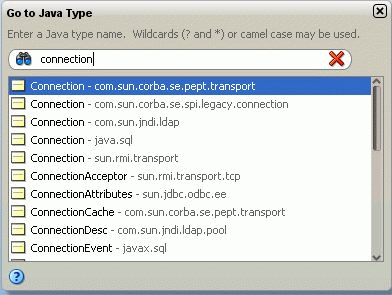 Go to Java Type
Enter a Java type name. Wildcards (? and *) or camel case may be used.
connection
Connection - com.sun.corba.se.pept.transport
Connection - com.sun.corba.se.spi.legacy.connection
Connection - com.sun.jndi.ldap
Connection - java.sql
Connection - sun.rmi.transport
ConnectionAcceptor - sun.rmi.transport.tcp
ConnectionAttributes - sun.jdbc.odbc.ee
ConnectionCache - com.sun.corba.se.pept.transport
ConnectionDesc - com.sun.jndi.ldap.pool
ConnectionEvent - javax.sql
?